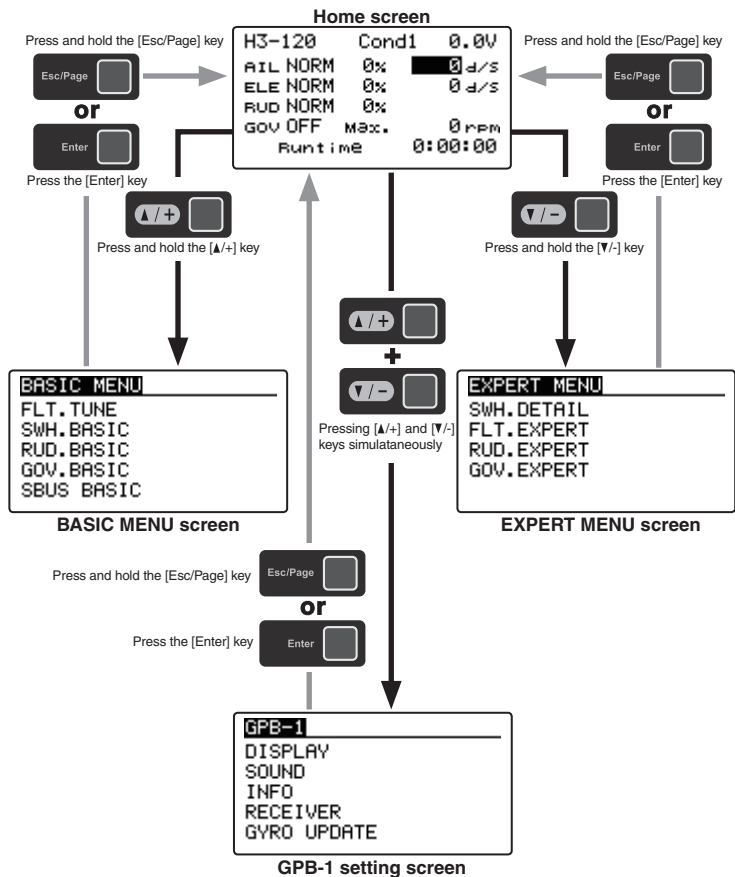 Home screen
Press and hold the [Esc/Page] key
Esc/Page
or
Enter
Press the [Enter] key
H3-120 Cond1 0.0V
AIL NORM 0% 0 d/s
ELE NORM 0% 0 d/s
RUD NORM 0%
GOV OFF Max. 0 rpm
Runtime 0:00:00
Press and hold the [Esc/Page] key
Esc/Page
or
Enter
Press the [Enter] key
▲/+
Press and hold the [▲/+] key
▼/-
Press and hold the [▼/-] key
▲/+
+
▼/-
Pressing [▲/+] and [▼/-]
keys simulataneously
BASIC MENU
FLT.TUNE
SWH.BASIC
RUD.BASIC
GOV.BASIC
SBUS BASIC
BASIC MENU screen
EXPERT MENU
SWH.DETAIL
FLT.EXPERT
RUD.EXPERT
GOV.EXPERT
EXPERT MENU screen
Press and hold the [Esc/Page] key
Esc/Page
or
Press the [Enter] key
Enter
GPB-1
DISPLAY
SOUND
INFO
RECEIVER
GYRO UPDATE
GPB-1 setting screen